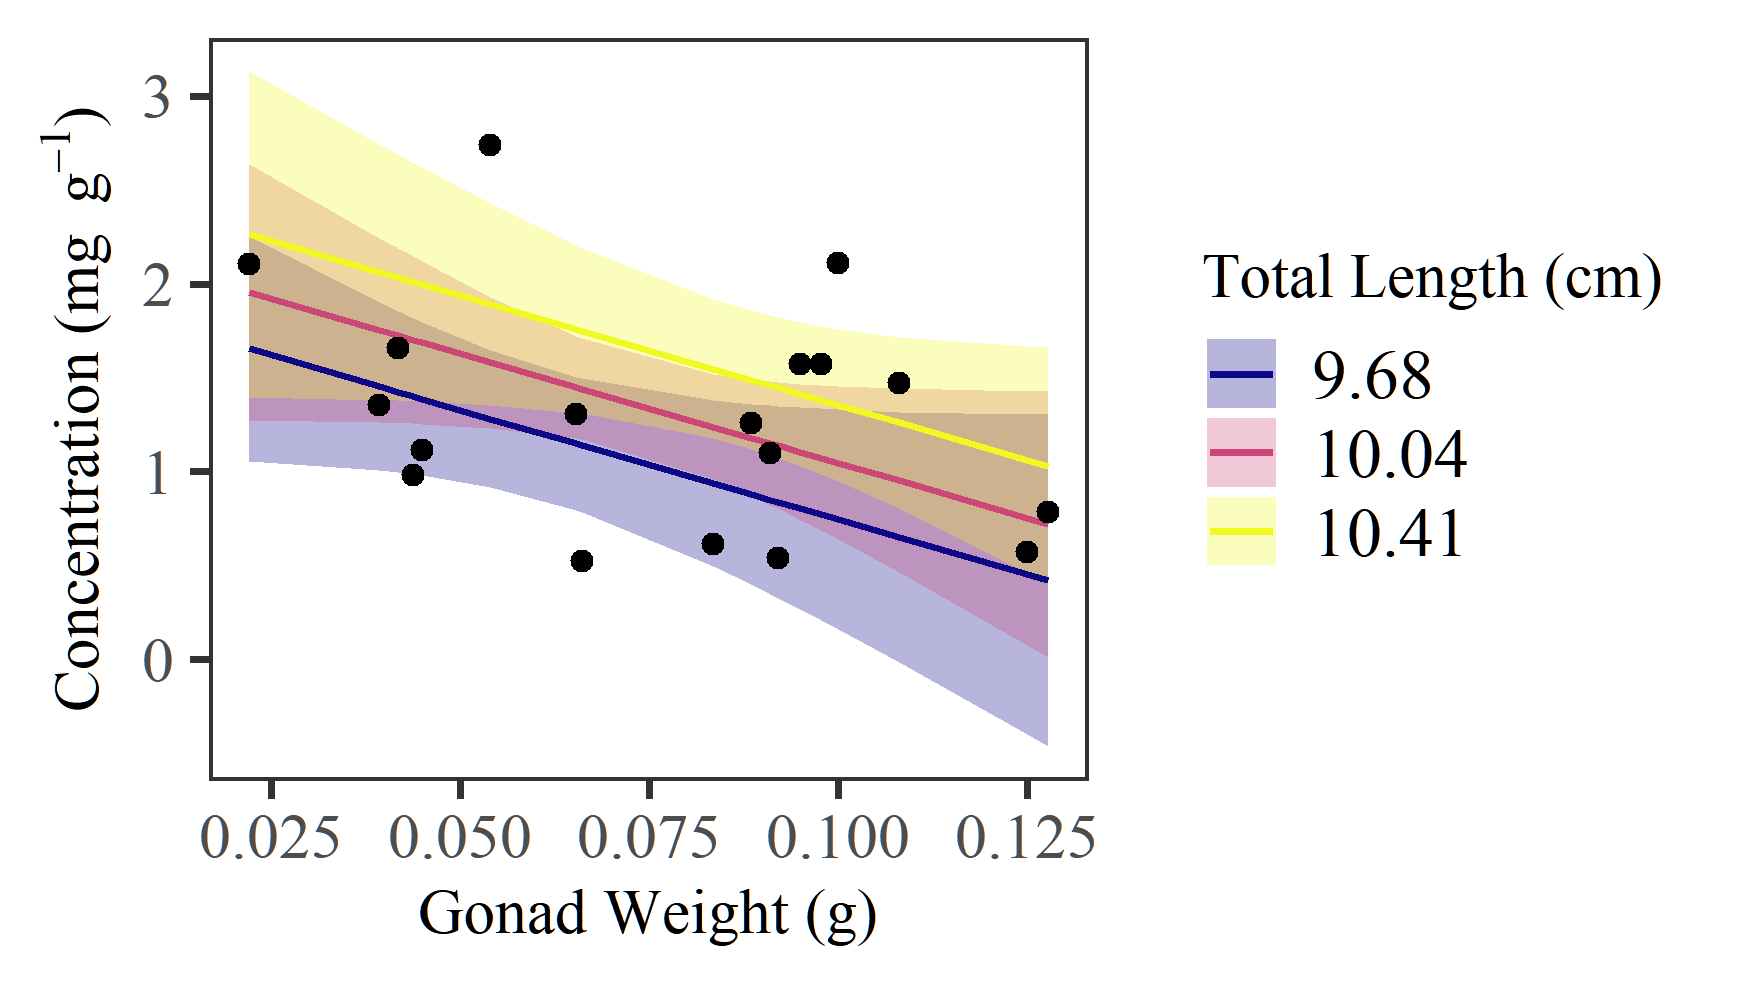 Concentration (mg g⁻¹)
3
2
1
0
0.025 0.050 0.075 0.100 0.125
Gonad Weight (g)
Total Length (cm)
9.68
10.04
10.41